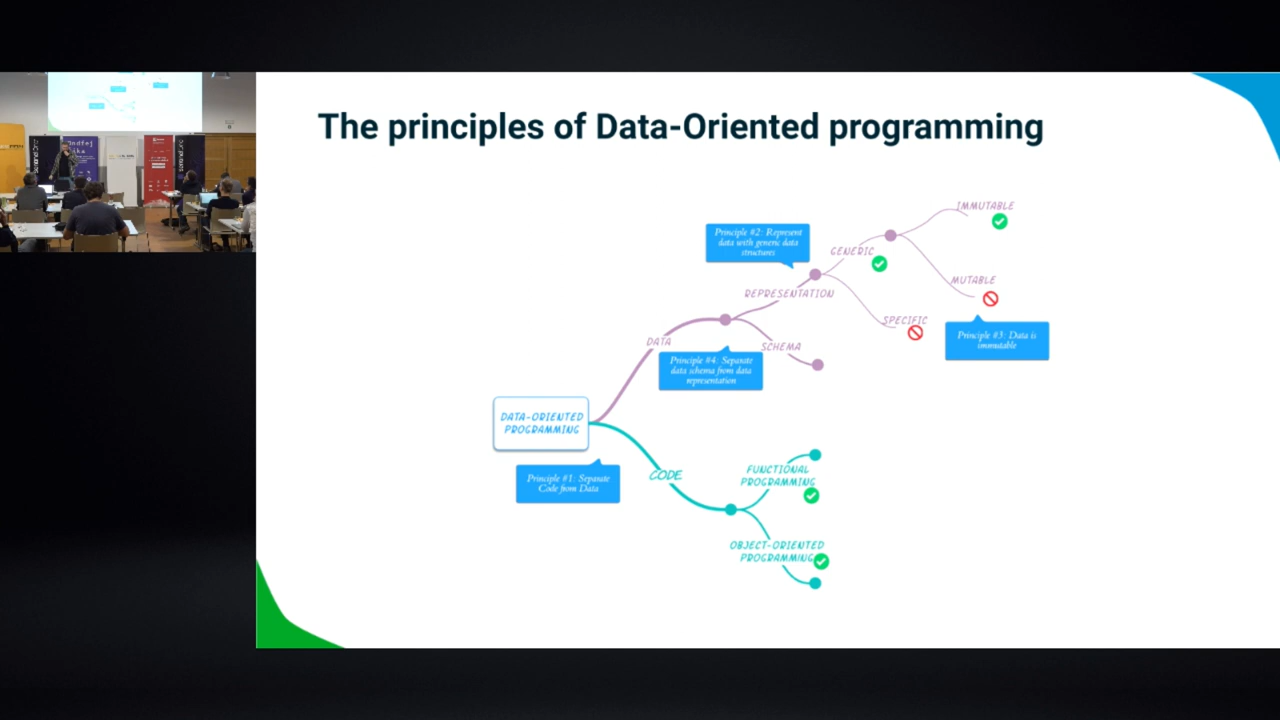 The principles of Data-Oriented programming
IMMUTABLE
Principle #2: Represent
data with generic data
structures
GENERIC
MUTABLE
REPRESENTATION
SPECIFIC
Principle #3: Data is
immutable
DATA
SCHEMA
Principle #4: Separate
data schema from data
representation
DATA-ORIENTED
PROGRAMMING
Principle #1: Separate
Code from Data
CODE
FUNCTIONAL
PROGRAMMING
OBJECT-ORIENTED
PROGRAMMING
Ondřej